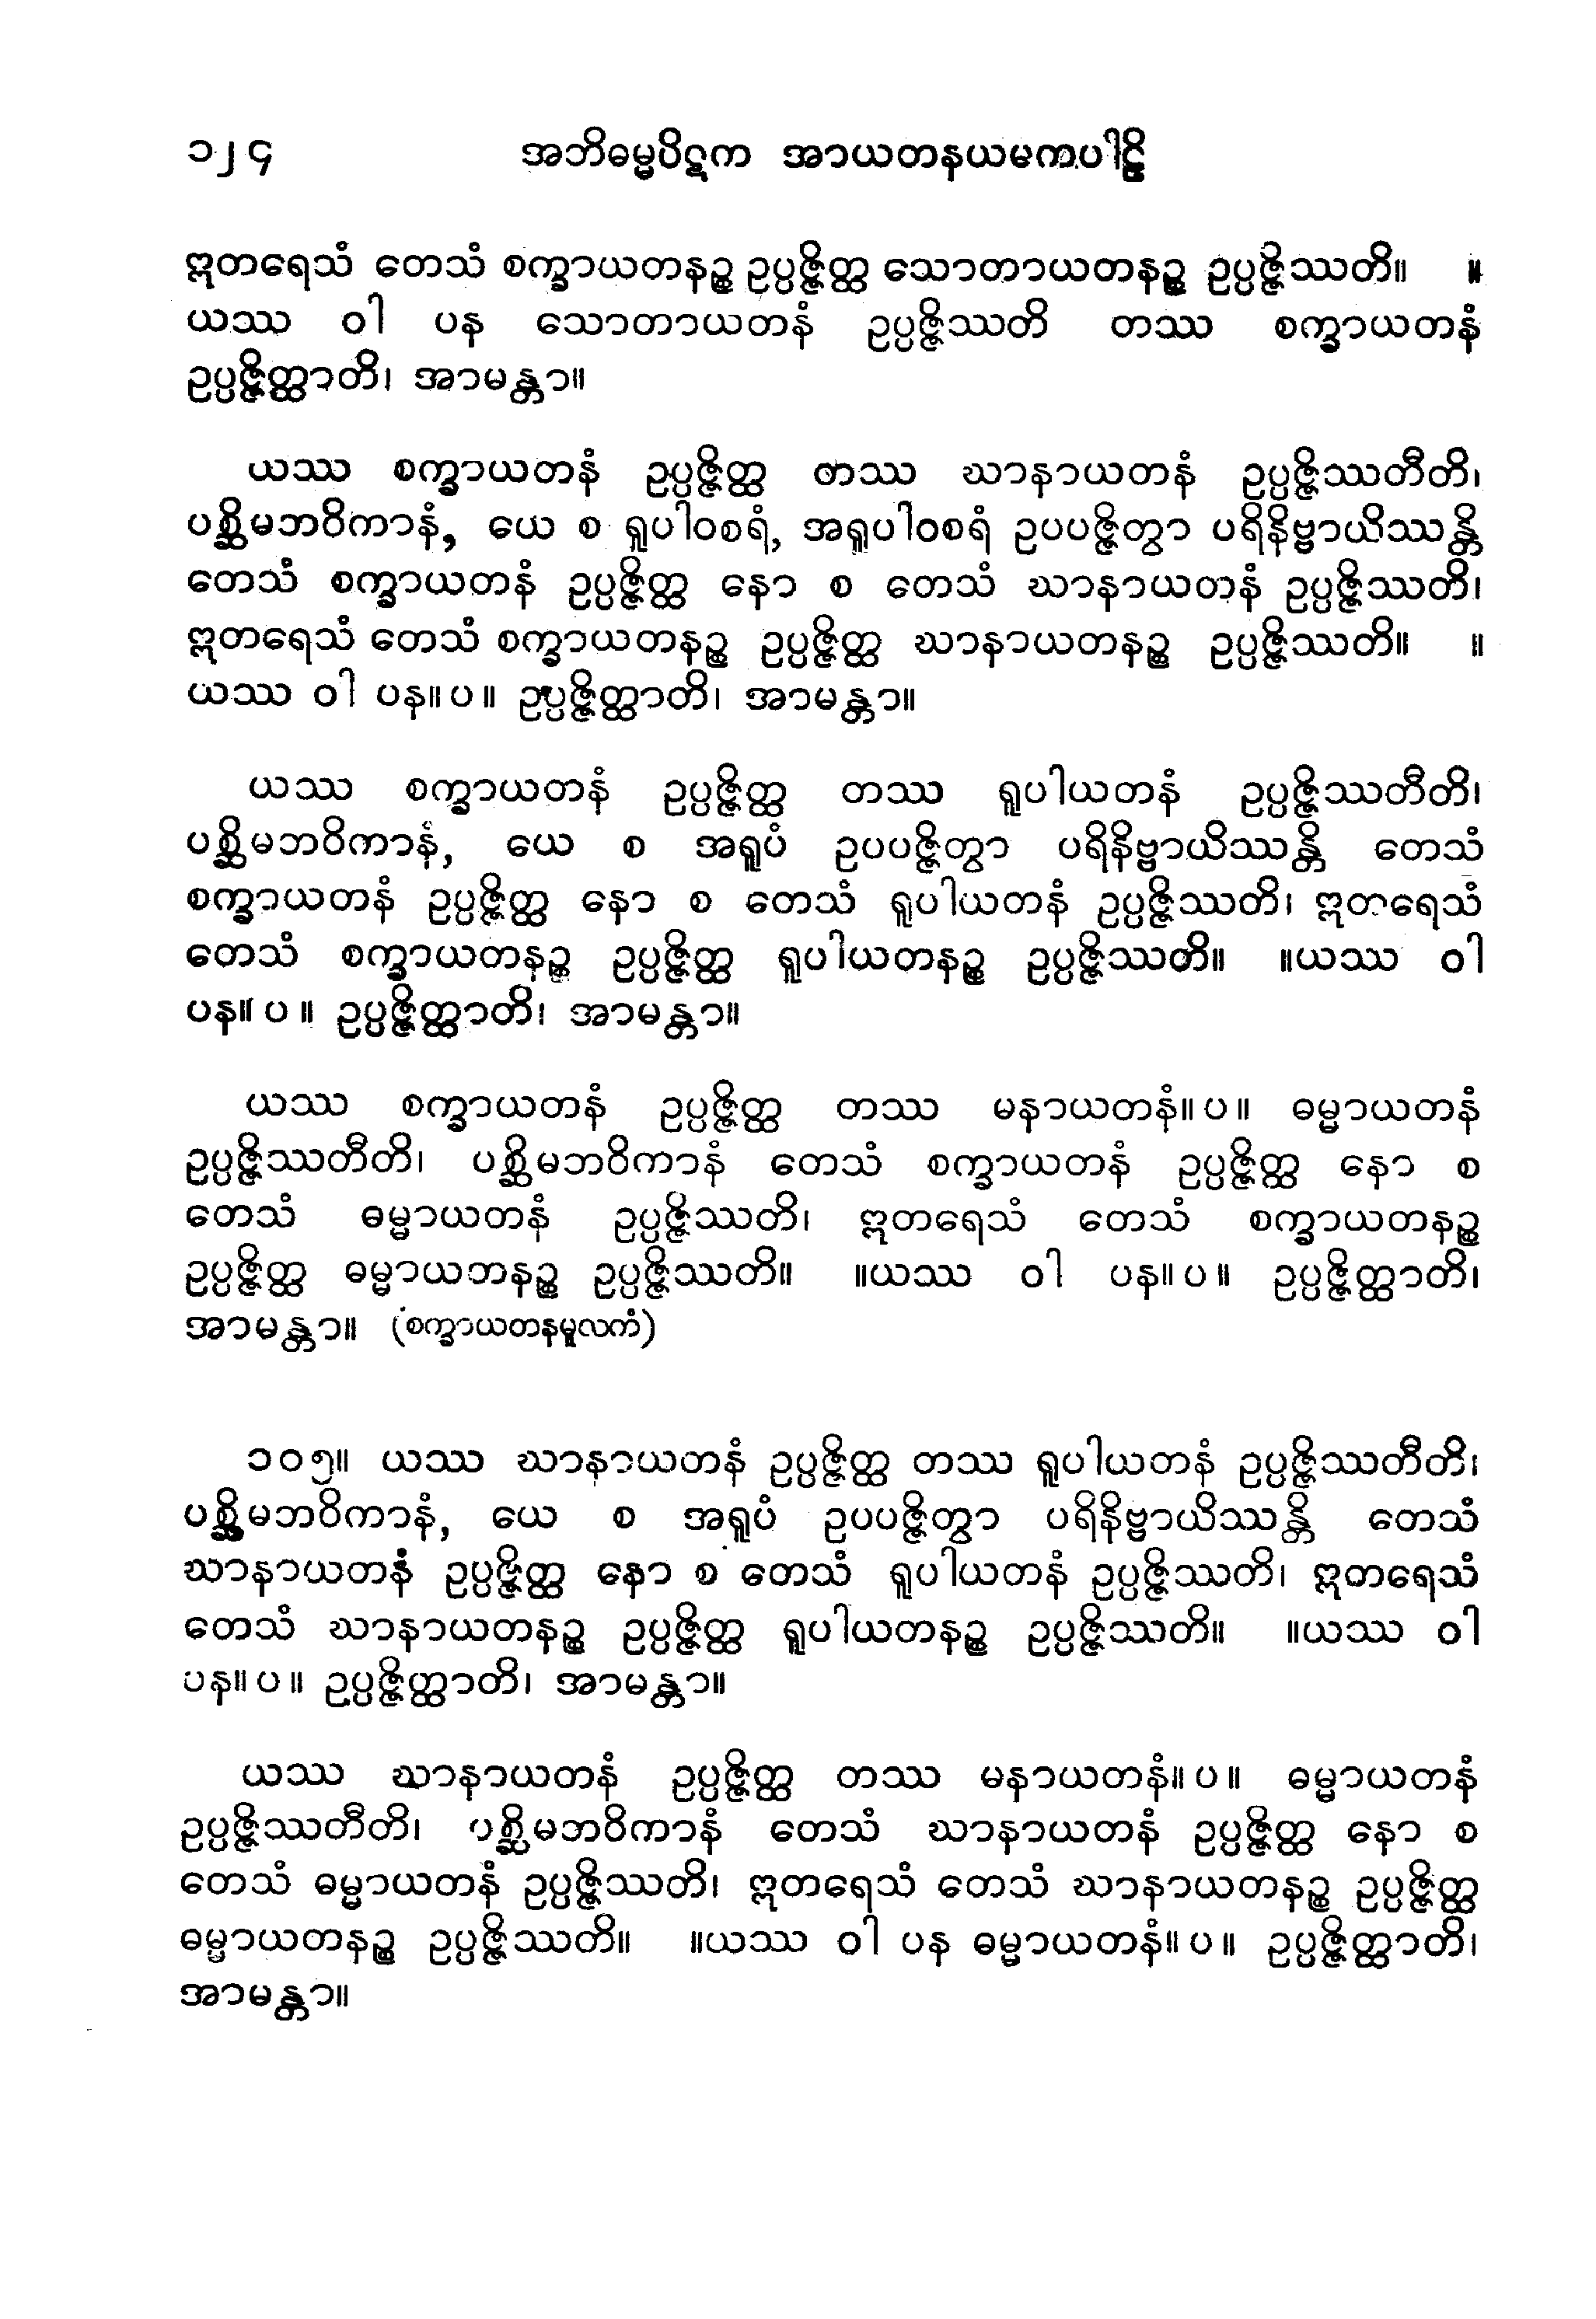 ၁၂၄ အဘိဓမ္မပိဋက အာယတနယမကပါဠိ
ဣတရေသံ တေသံ စက္ခာယတနဉ္စ ဥပ္ပဇ္ဇိတ္ထ သောတာယတနဉ္စ ဥပ္ပဇ္ဇိဿတိ။ ။
ယဿ ဝါ ပန သောတာယတနံ ဥပ္ပဇ္ဇိဿတိ တဿ စက္ခာယတနံ
ဥပ္ပဇ္ဇိတ္ထာတိ၊ အာမန္တာ။
ယဿ စက္ခာယတနံ ဥပ္ပဇ္ဇိတ္ထ တဿ ဃာနာယတနံ ဥပ္ပဇ္ဇိဿတီတိ၊
ပစ္ဆိမဘဝိကာနံ, ယေ စ ရူပါဝစရံ, အရူပါဝစရံ ဥပပဇ္ဇိတွာ ပရိနိဗ္ဗာယိဿန္တိ
တေသံ စက္ခာယတနံ ဥပ္ပဇ္ဇိတ္ထ နော စ တေသံ ဃာနာယတနံ ဥပ္ပဇ္ဇိဿတိ၊
ဣတရေသံ တေသံ စက္ခာယတနဉ္စ ဥပ္ပဇ္ဇိတ္ထ ဃာနာယတနဉ္စ ဥပ္ပဇ္ဇိဿတိ။ ။
ယဿ ဝါ ပန။ပ။ ဥပ္ပဇ္ဇိတ္ထာတိ၊ အာမန္တာ။
ယဿ စက္ခာယတနံ ဥပ္ပဇ္ဇိတ္ထ တဿ ရူပါယတနံ ဥပ္ပဇ္ဇိဿတီတိ၊
ပစ္ဆိမဘဝိကာနံ, ယေ စ အရူပံ ဥပပဇ္ဇိတွာ ပရိနိဗ္ဗာယိဿန္တိ တေသံ
စက္ခာယတနံ ဥပ္ပဇ္ဇိတ္ထ နော စ တေသံ ရူပါယတနံ ဥပ္ပဇ္ဇိဿတိ၊ ဣတရေသံ
တေသံ စက္ခာယတနဉ္စ ဥပ္ပဇ္ဇိတ္ထ ရူပါယတနဉ္စ ဥပ္ပဇ္ဇိဿတိ။ ။ယဿ ဝါ
ပန။ပ။ ဥပ္ပဇ္ဇိတ္ထာတိ၊ အာမန္တာ။
ယဿ စက္ခာယတနံ ဥပ္ပဇ္ဇိတ္ထ တဿ မနာယတနံ။ပ။ ဓမ္မာယတနံ
ဥပ္ပဇ္ဇိဿတီတိ၊ ပစ္ဆိမဘဝိကာနံ တေသံ စက္ခာယတနံ ဥပ္ပဇ္ဇိတ္ထ နော စ
တေသံ ဓမ္မာယတနံ ဥပ္ပဇ္ဇိဿတိ၊ ဣတရေသံ တေသံ စက္ခာယတနဉ္စ
ဥပ္ပဇ္ဇိတ္ထ ဓမ္မာယတနဉ္စ ဥပ္ပဇ္ဇိဿတိ။ ။ယဿ ဝါ ပန။ပ။ ဥပ္ပဇ္ဇိတ္ထာတိ၊
အာမန္တာ။ (စက္ခာယတနမူလကံ)
၁၀၅။ ယဿ ဃာနာယတနံ ဥပ္ပဇ္ဇိတ္ထ တဿ ရူပါယတနံ ဥပ္ပဇ္ဇိဿတီတိ၊
ပစ္ဆိမဘဝိကာနံ, ယေ စ အရူပံ ဥပပဇ္ဇိတွာ ပရိနိဗ္ဗာယိဿန္တိ တေသံ
ဃာနာယတနံ ဥပ္ပဇ္ဇိတ္ထ နော စ တေသံ ရူပါယတနံ ဥပ္ပဇ္ဇိဿတိ၊ ဣတရေသံ
တေသံ ဃာနာယတနဉ္စ ဥပ္ပဇ္ဇိတ္ထ ရူပါယတနဉ္စ ဥပ္ပဇ္ဇိဿတိ။ ။ယဿ ဝါ
ပန။ပ။ ဥပ္ပဇ္ဇိတ္ထာတိ၊ အာမန္တာ။
ယဿ ဃာနာယတနံ ဥပ္ပဇ္ဇိတ္ထ တဿ မနာယတနံ။ပ။ ဓမ္မာယတနံ
ဥပ္ပဇ္ဇိဿတီတိ၊ ပစ္ဆိမဘဝိကာနံ တေသံ ဃာနာယတနံ ဥပ္ပဇ္ဇိတ္ထ နော စ
တေသံ ဓမ္မာယတနံ ဥပ္ပဇ္ဇိဿတိ၊ ဣတရေသံ တေသံ ဃာနာယတနဉ္စ ဥပ္ပဇ္ဇိတ္ထ
ဓမ္မာယတနဉ္စ ဥပ္ပဇ္ဇိဿတိ။ ။ယဿ ဝါ ပန ဓမ္မာယတနံ။ပ။ ဥပ္ပဇ္ဇိတ္ထာတိ၊
အာမန္တာ။